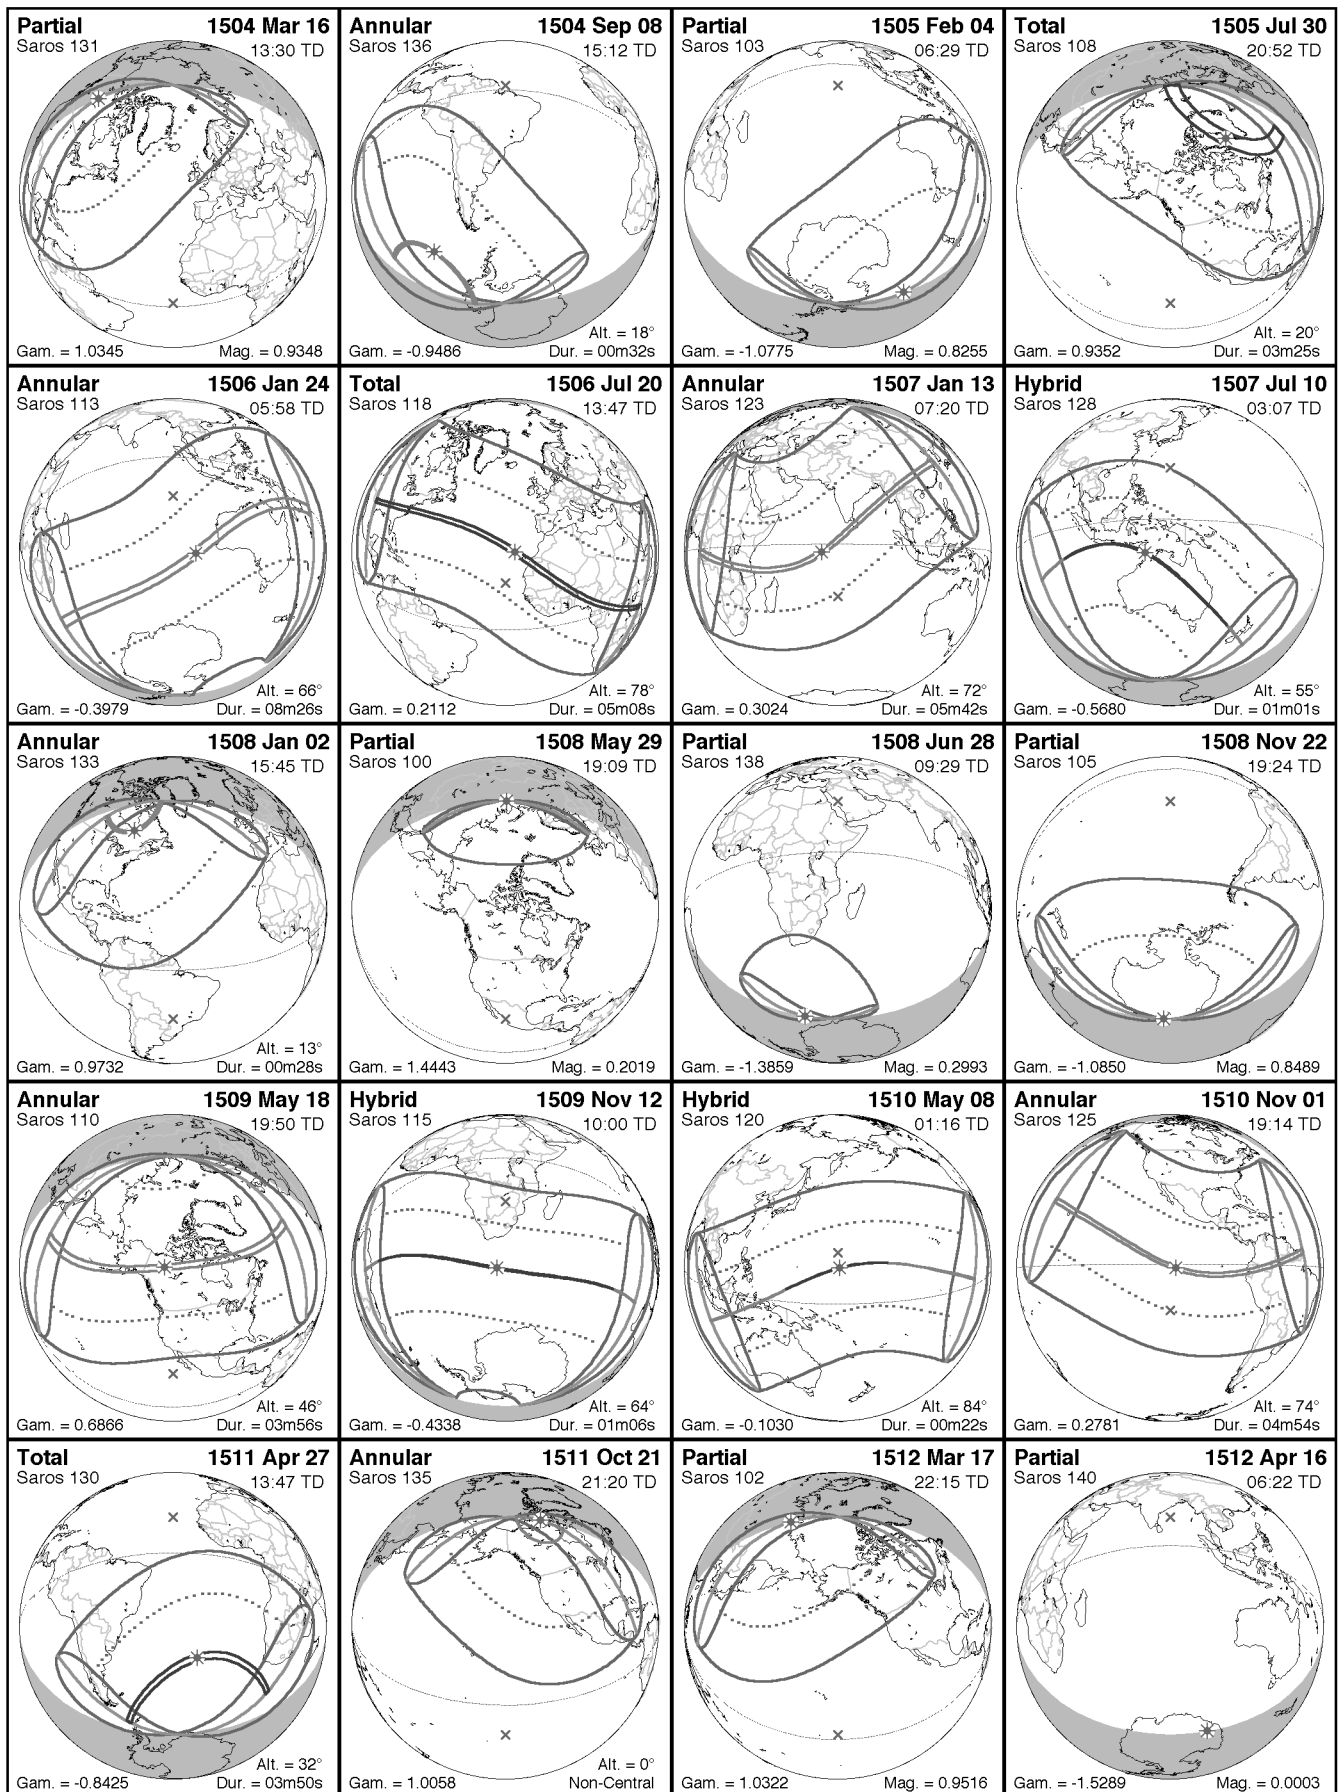 Partial 1504 Mar 16
Saros 131 13:30 TD
Gam. = 1.0345 Mag. = 0.9348
Annular 1504 Sep 08
Saros 136 15:12 TD
Alt. = 18°
Gam. = -0.9486 Dur. = 00m32s
Partial 1505 Feb 04
Saros 103 06:29 TD
Gam. = -1.0775 Mag. = 0.8255
Total 1505 Jul 30
Saros 108 20:52 TD
Alt. = 20°
Gam. = 0.9352 Dur. = 03m25s
Annular 1506 Jan 24
Saros 113 05:58 TD
Alt. = 66°
Gam. = -0.3979 Dur. = 08m26s
Total 1506 Jul 20
Saros 118 13:47 TD
Alt. = 78°
Gam. = 0.2112 Dur. = 05m08s
Annular 1507 Jan 13
Saros 123 07:20 TD
Alt. = 72°
Gam. = 0.3024 Dur. = 05m42s
Hybrid 1507 Jul 10
Saros 128 03:07 TD
Alt. = 55°
Gam. = -0.5680 Dur. = 01m01s
Annular 1508 Jan 02
Saros 133 15:45 TD
Alt. = 13°
Gam. = 0.9732 Dur. = 00m28s
Partial 1508 May 29
Saros 100 19:09 TD
Gam. = 1.4443 Mag. = 0.2019
Partial 1508 Jun 28
Saros 138 09:29 TD
Gam. = -1.3859 Mag. = 0.2993
Partial 1508 Nov 22
Saros 105 19:24 TD
Gam. = -1.0850 Mag. = 0.8489
Annular 1509 May 18
Saros 110 19:50 TD
Alt. = 46°
Gam. = 0.6866 Dur. = 03m56s
Hybrid 1509 Nov 12
Saros 115 10:00 TD
Alt. = 64°
Gam. = -0.4338 Dur. = 01m06s
Hybrid 1510 May 08
Saros 120 01:16 TD
Alt. = 84°
Gam. = -0.1030 Dur. = 00m22s
Annular 1510 Nov 01
Saros 125 19:14 TD
Alt. = 74°
Gam. = 0.2781 Dur. = 04m54s
Total 1511 Apr 27
Saros 130 13:47 TD
Alt. = 32°
Gam. = -0.8425 Dur. = 03m50s
Annular 1511 Oct 21
Saros 135 21:20 TD
Alt. = 0°
Gam. = 1.0058 Non-Central
Partial 1512 Mar 17
Saros 102 22:15 TD
Gam. = 1.0322 Mag. = 0.9516
Partial 1512 Apr 16
Saros 140 06:22 TD
Gam. = -1.5289 Mag. = 0.0003